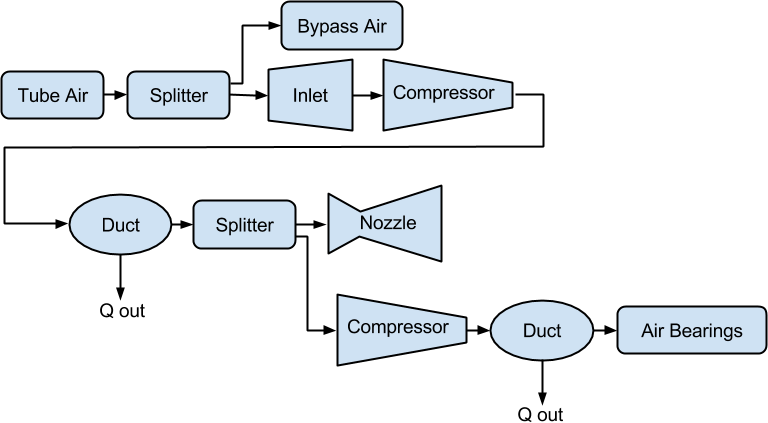 Bypass Air
Tube Air
Splitter
Inlet
Compressor
Duct
Splitter
Nozzle
Q out
Compressor
Duct
Air Bearings
Q out